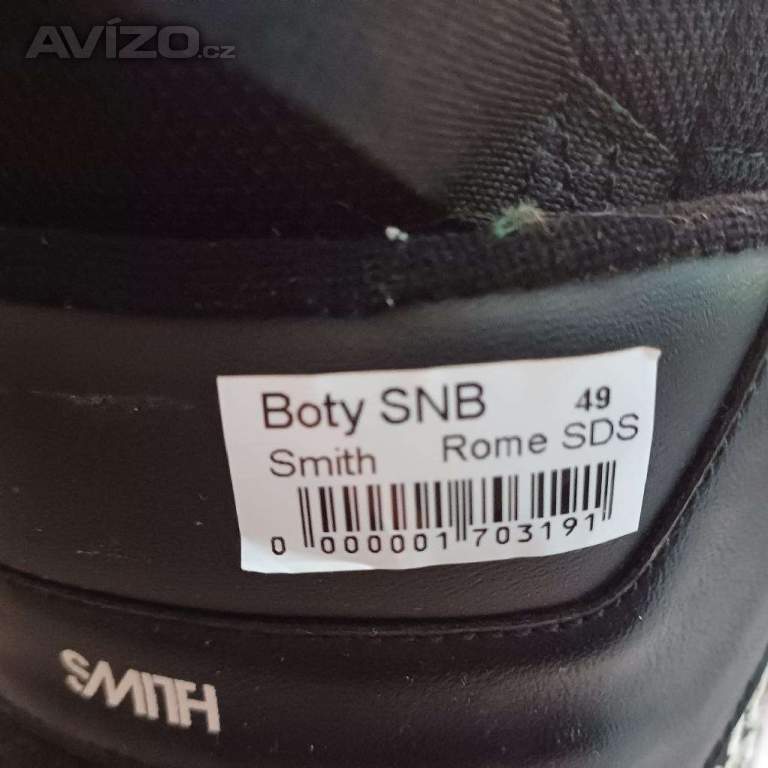 AVÍZO.cz
Boty SNB 49
Smith Rome SDS
0 000001 703191
SMITH